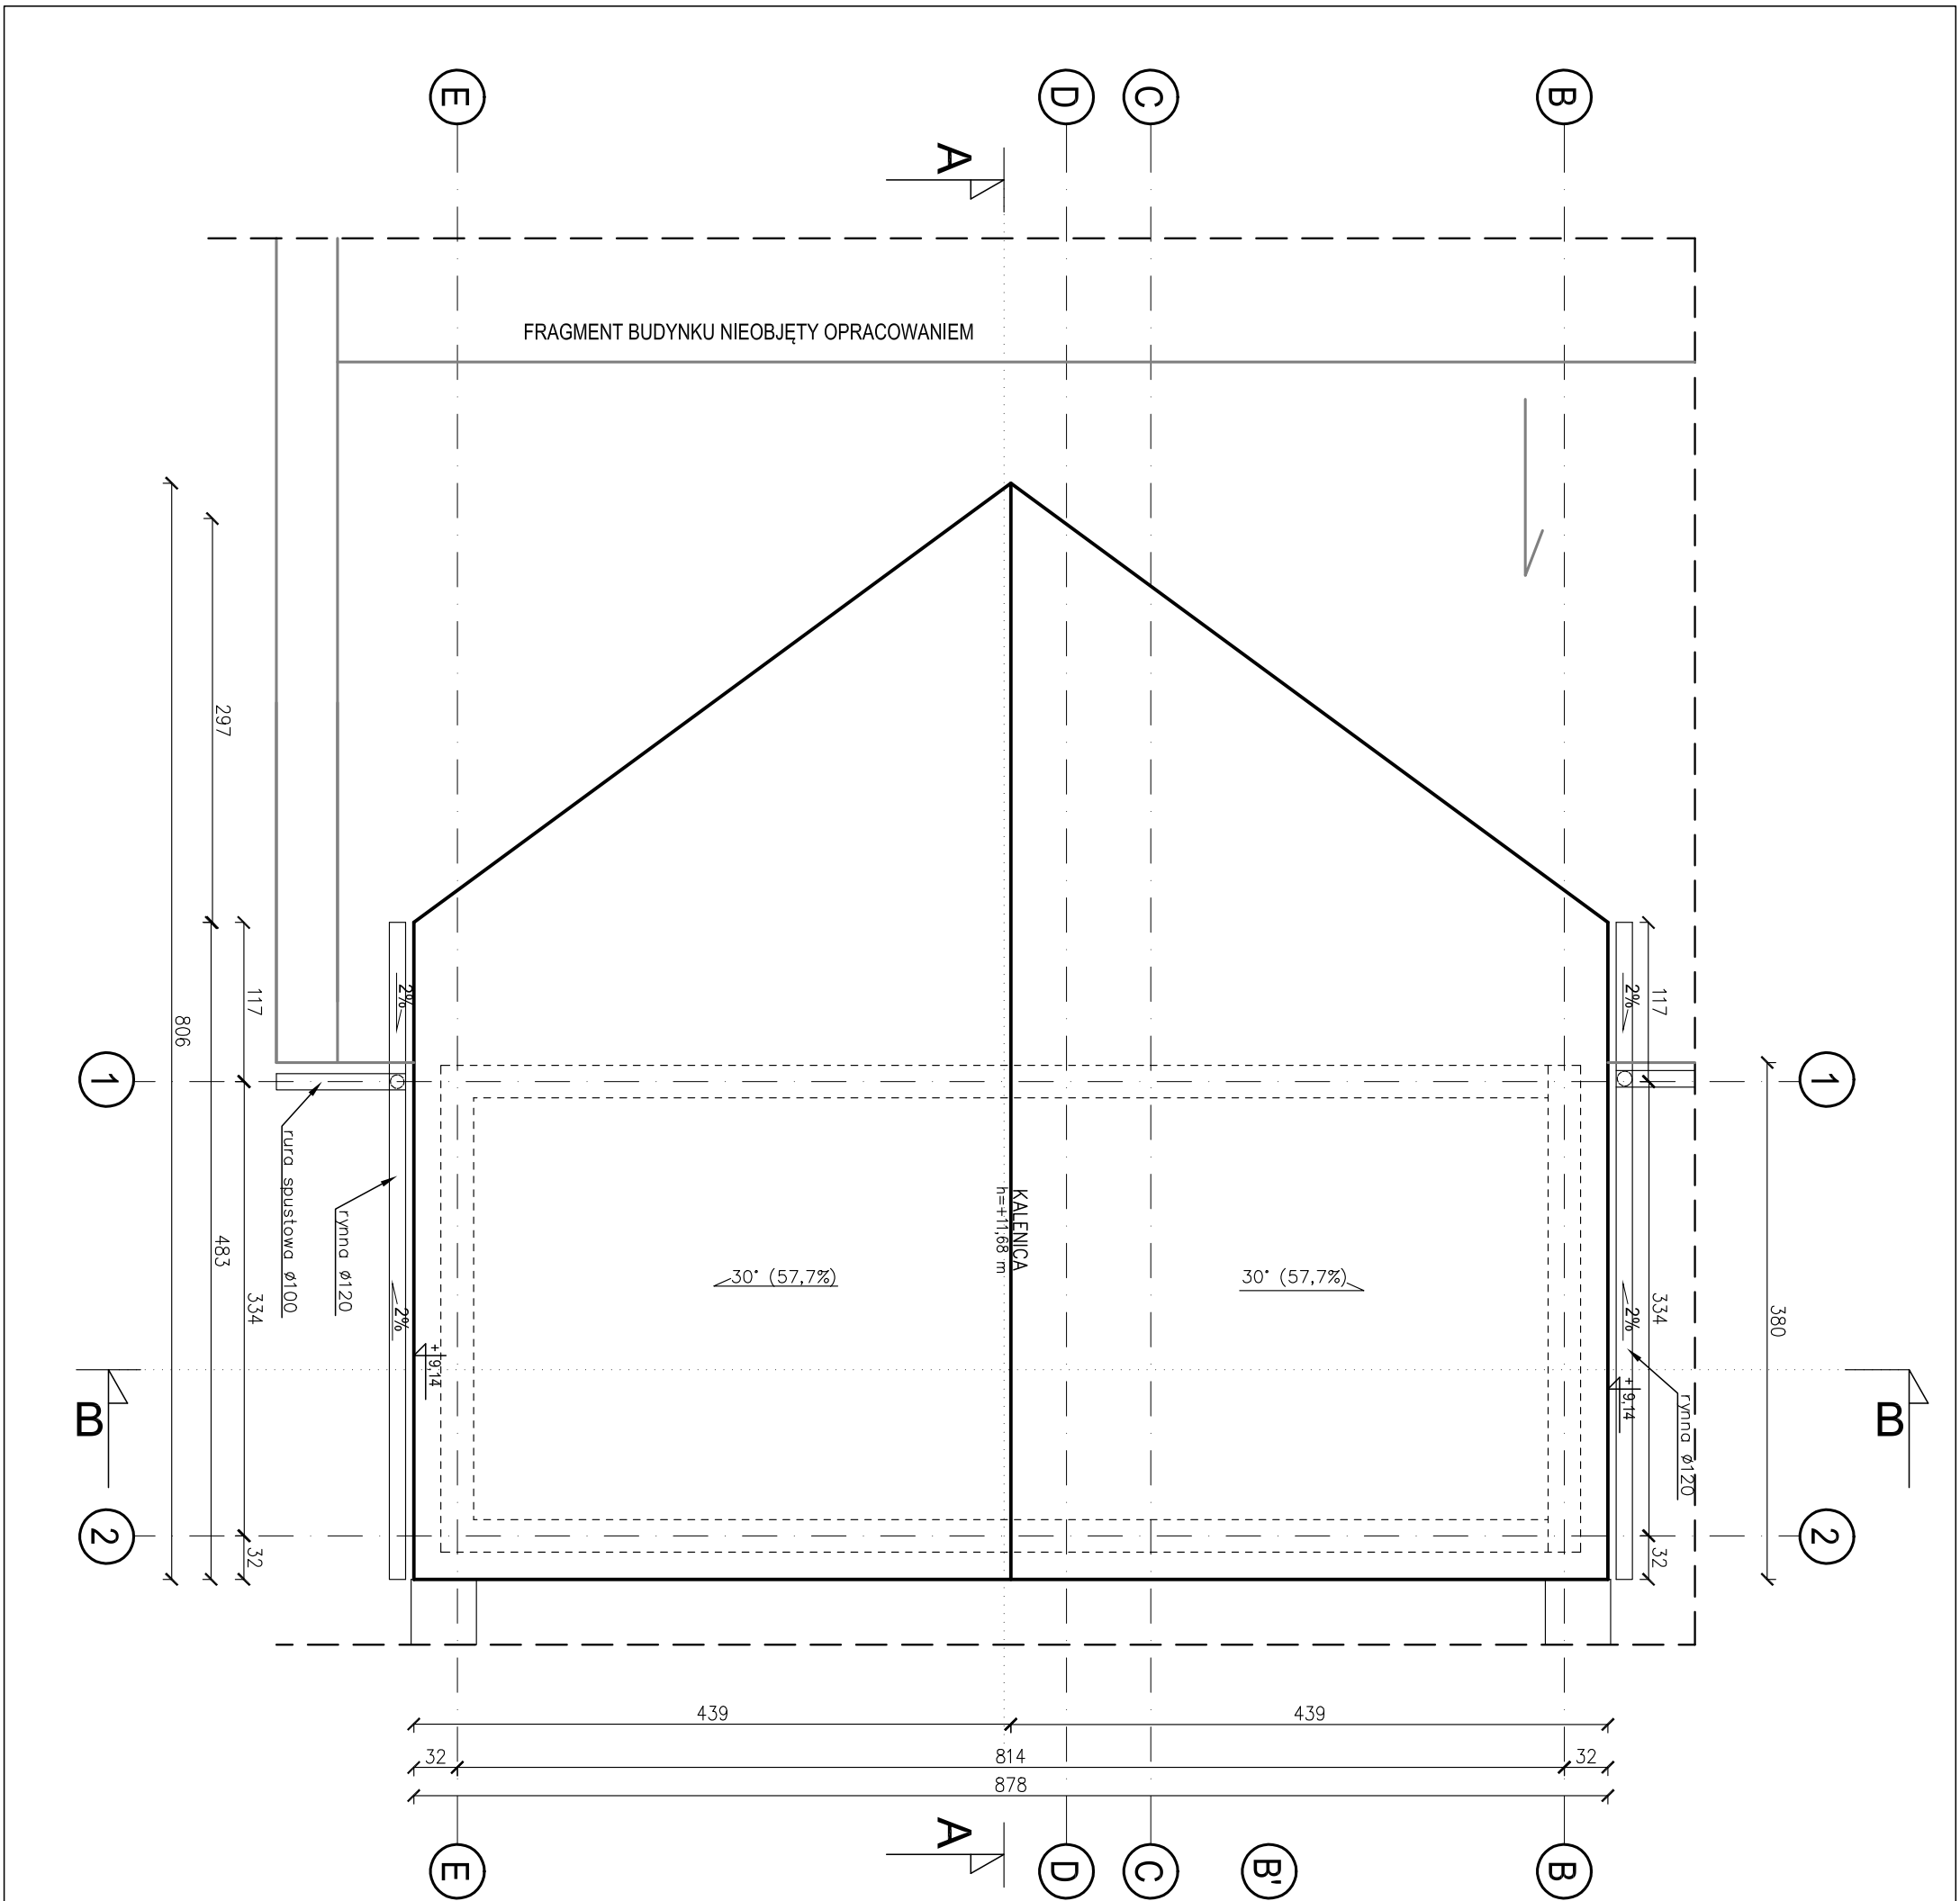 E
D
C
B
A
FRAGMENT BUDYNKU NIEOBJĘTY OPRACOWANIEM
297
117
2%
2%
117
806
1
1
rura spustowa ø100
rynna ø120
KALENICA
h=+11,68 m
483
334
30° (57,7%)
30° (57,7%)
2%
2%
334
380
+9,14
+9,14
rynna ø120
B
B
2
2
32
32
439
439
32
814
32
878
A
E
D
C
B'
B